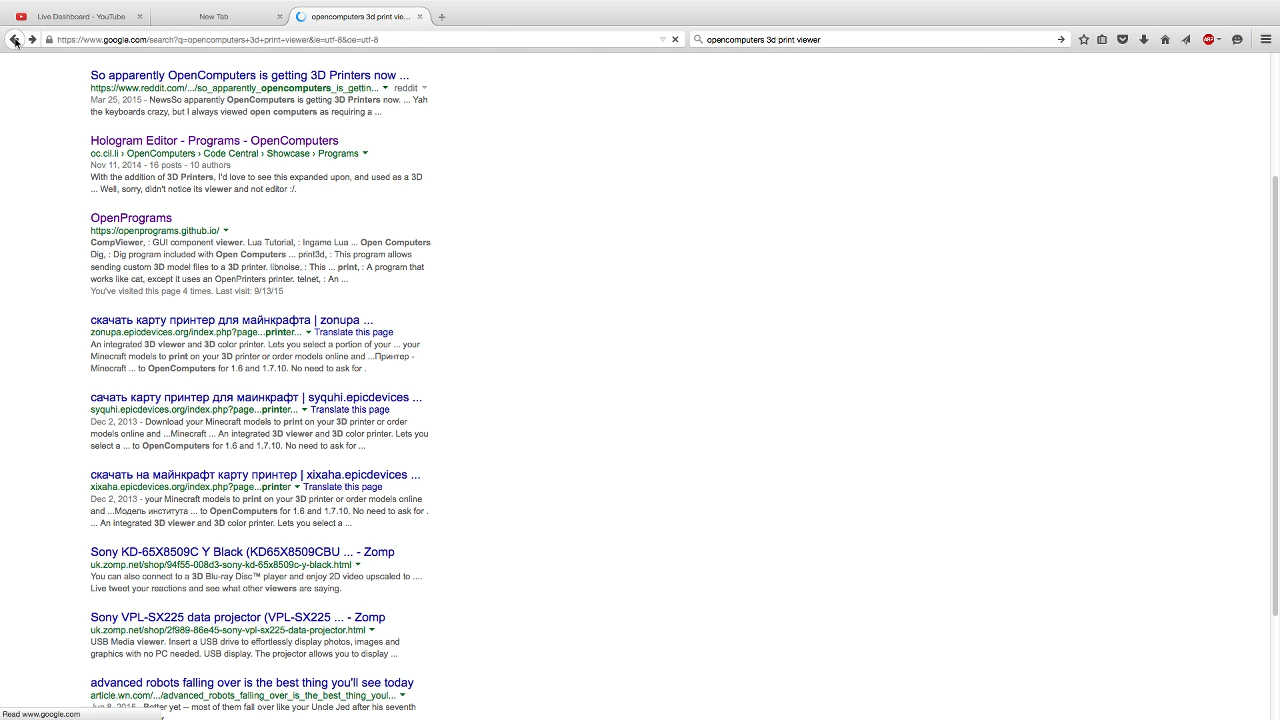 Live Dashboard - YouTube
New Tab
opencomputers 3d print vie...
https://www.google.com/search?q=opencomputers+3d+print+viewer&ie=utf-8&oe=utf-8
opencomputers 3d print viewer
ABP
So apparently OpenComputers is getting 3D Printers now ...
https://www.reddit.com/.../so_apparently_opencomputers_is_gettin... reddit
Mar 25, 2015 - NewsSo apparently OpenComputers is getting 3D Printers now. ... Yah
the keyboards crazy, but I always viewed open computers as requiring a ...
Hologram Editor - Programs - OpenComputers
oc.cil.li › OpenComputers › Code Central › Showcase › Programs
Nov 11, 2014 - 16 posts - 10 authors
With the addition of 3D Printers, I'd love to see this expanded upon, and used as a 3D
... Well, sorry, didn't notice its viewer and not editor :/.
OpenPrograms
https://openprograms.github.io/
CompViewer, : GUI component viewer. Lua Tutorial, : Ingame Lua ... Open Computers
Dig, : Dig program included with Open Computers ... print3d, : This program allows
sending custom 3D model files to a 3D printer. libnoise, : This ... print, : A program that
works like cat, except it uses an OpenPrinters printer. telnet, : An ...
You've visited this page 4 times. Last visit: 9/13/15
скачать карту принтер для майнкрафта | zonupa ...
zonupa.epicdevices.org/index.php?page...printer... Translate this page
An integrated 3D viewer and 3D color printer. Lets you select a portion of your ... your
Minecraft models to print on your 3D printer or order models online and ...Принтер -
Minecraft ... to OpenComputers for 1.6 and 1.7.10. No need to ask for .
сачать карту принтер для маинкрафт | syquhi.epicdevices ...
syquhi.epicdevices.org/index.php?page...printer... Translate this page
Dec 2, 2013 - Download your Minecraft models to print on your 3D printer or order
models online and ...Minecraft ... An integrated 3D viewer and 3D color printer. Lets you
select a ... to OpenComputers for 1.6 and 1.7.10. No need to ask for ...
скачать на майнкрафт карту принтер | xixaha.epicdevices ...
xixaha.epicdevices.org/index.php?page...printer Translate this page
Dec 2, 2013 - your Minecraft models to print on your 3D printer or order models online
and ...Модель института ... to OpenComputers for 1.6 and 1.7.10. No need to ask for .
... An integrated 3D viewer and 3D color printer. Lets you select a ...
Sony KD-65X8509C Y Black (KD65X8509CBU ... - Zomp
uk.zomp.net/shop/94f55-008d3-sony-kd-65x8509c-y-black.html
You can also connect to a 3D Blu-ray Disc™ player and enjoy 2D video upscaled to ....
Live tweet your reactions and see what other viewers are saying.
Sony VPL-SX225 data projector (VPL-SX225 ... - Zomp
uk.zomp.net/shop/2f989-86e45-sony-vpl-sx225-data-projector.html
USB Media viewer. Insert a USB drive to effortlessly display photos, images and
graphics with no PC needed. USB display. The projector allows you to display ...
advanced robots falling over is the best thing you'll see today
article.wn.com/.../advanced_robots_falling_over_is_the_best_thing_youl...
Jun 8, 2015 - Better yet -- most of them fall over like your Uncle Jed after his seventh
Read www.google.com